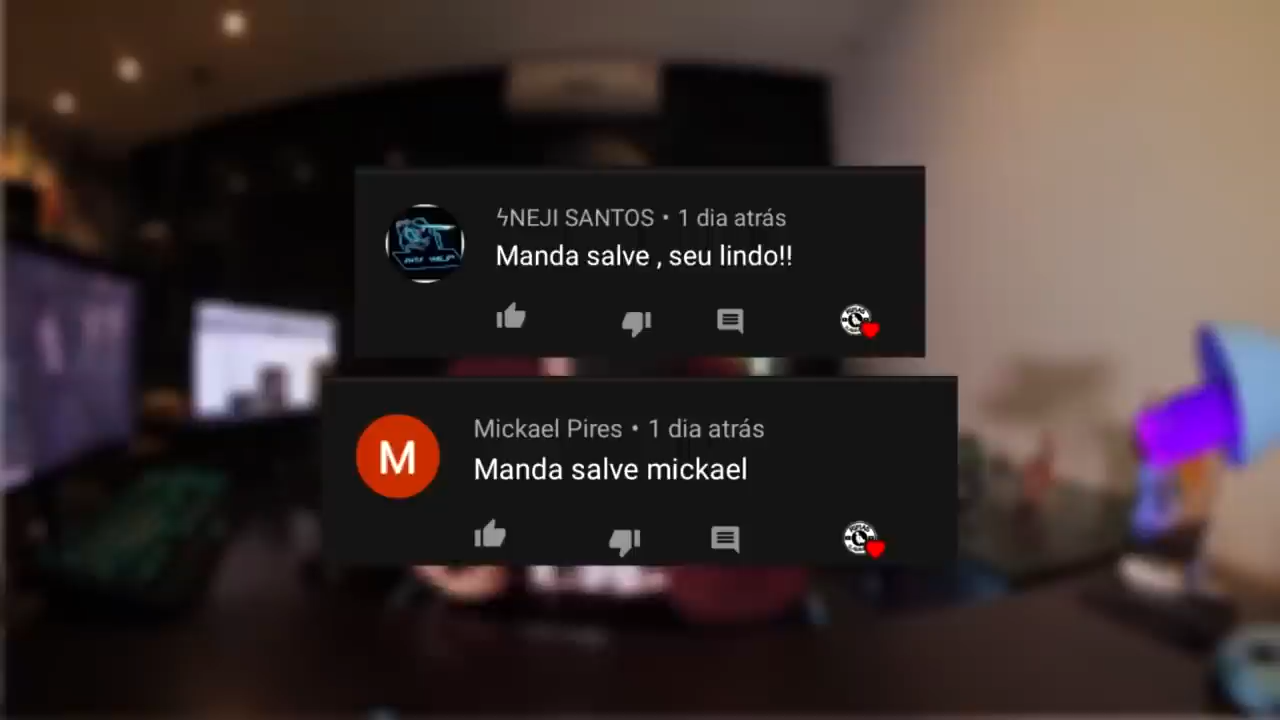 ϟNEJI SANTOS • 1 dia atrás
Manda salve , seu lindo!!
M
Mickael Pires • 1 dia atrás
Manda salve mickael